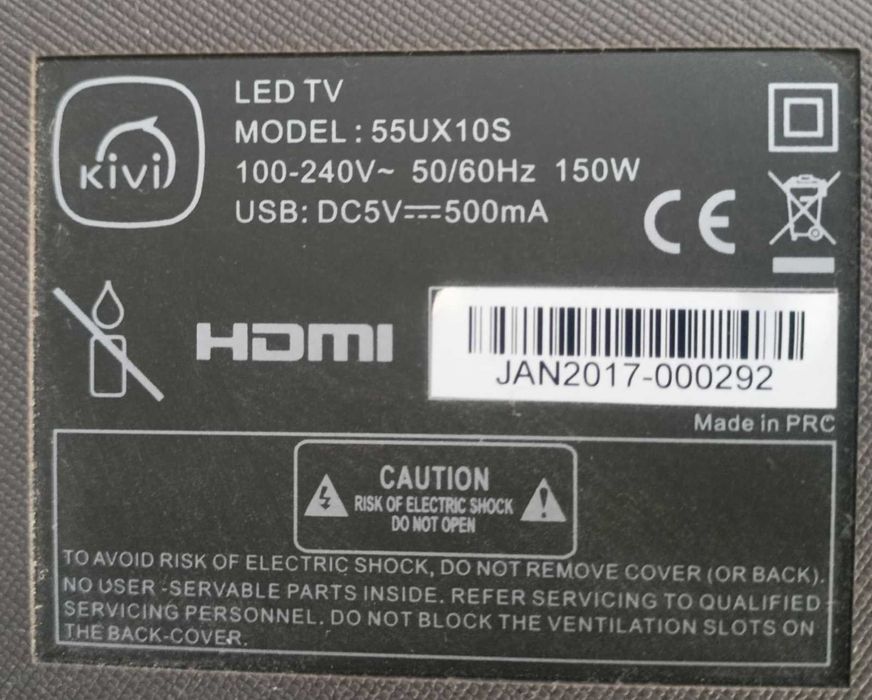 KIVI
LED TV
MODEL : 55UX10S
100-240V~ 50/60Hz 150W
USB: DC5V⎓500mA
CE
HDMI
JAN2017-000292
Made in PRC
CAUTION
RISK OF ELECTRIC SHOCK
DO NOT OPEN
TO AVOID RISK OF ELECTRIC SHOCK, DO NOT REMOVE COVER (OR BACK).
NO USER -SERVABLE PARTS INSIDE. REFER SERVICING TO QUALIFIED
SERVICING PERSONNEL. DO NOT BLOCK THE VENTILATION SLOTS ON
THE BACK-COVER.